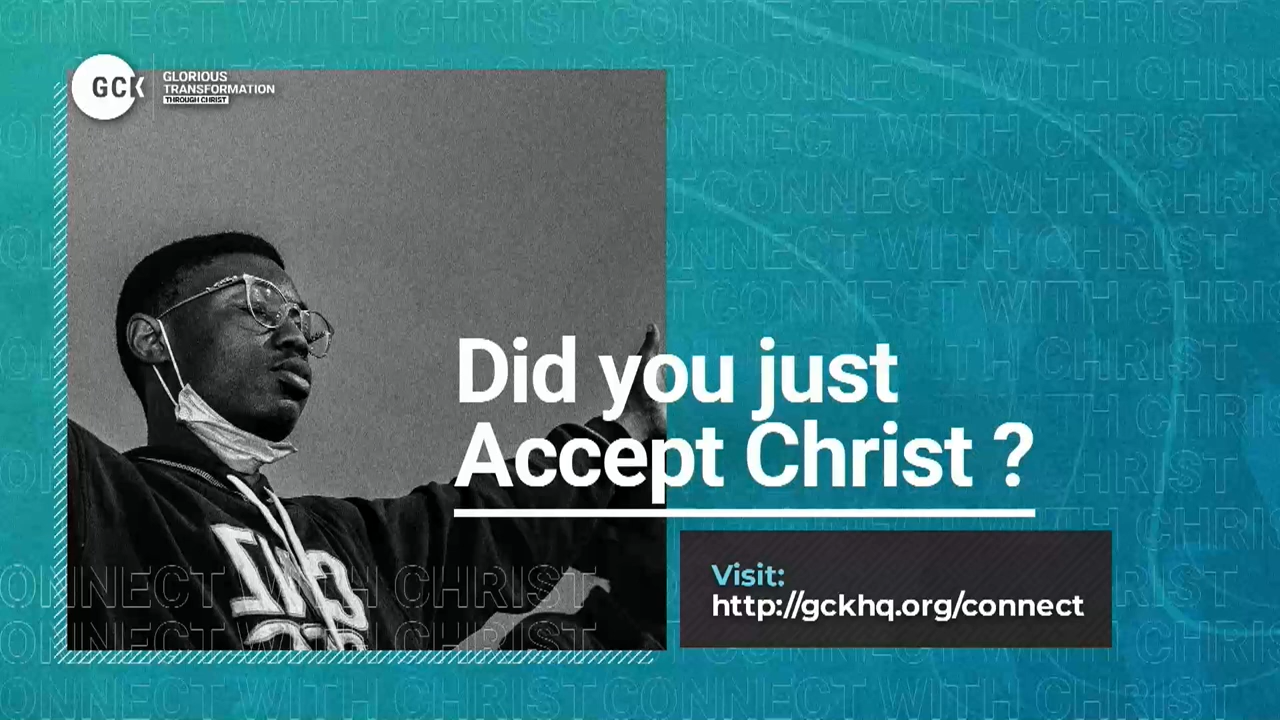 GCK
GLORIOUS
TRANSFORMATION
THROUGH CHRIST
Did you just
Accept Christ ?
Visit:
http://gckhq.org/connect
CONNECT WITH CHRIST